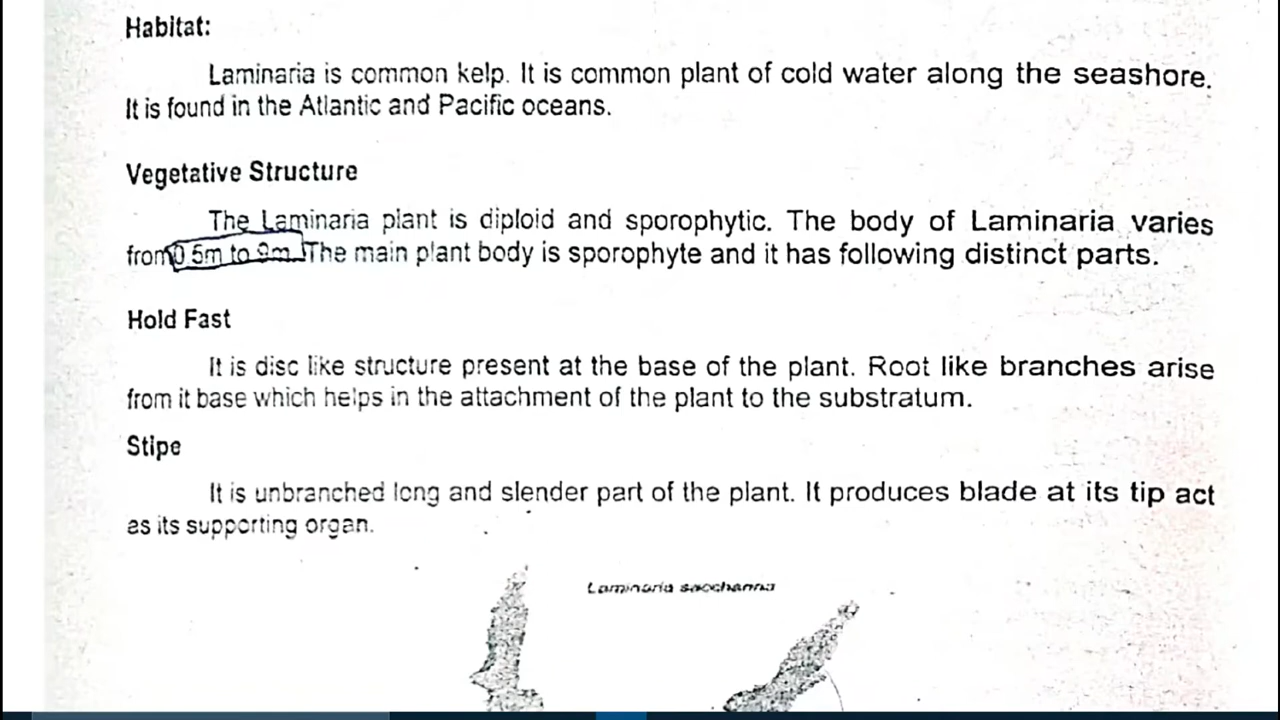 Habitat:
Laminaria is common kelp. It is common plant of cold water along the seashore.
It is found in the Atlantic and Pacific oceans.
Vegetative Structure
The Laminaria plant is diploid and sporophytic. The body of Laminaria varies
from 0.5m to 9m. The main plant body is sporophyte and it has following distinct parts.
Hold Fast
It is disc like structure present at the base of the plant. Root like branches arise
from it base which helps in the attachment of the plant to the substratum.
Stipe
It is unbranched long and slender part of the plant. It produces blade at its tip act
as its supporting organ.
Laminaria saccharina